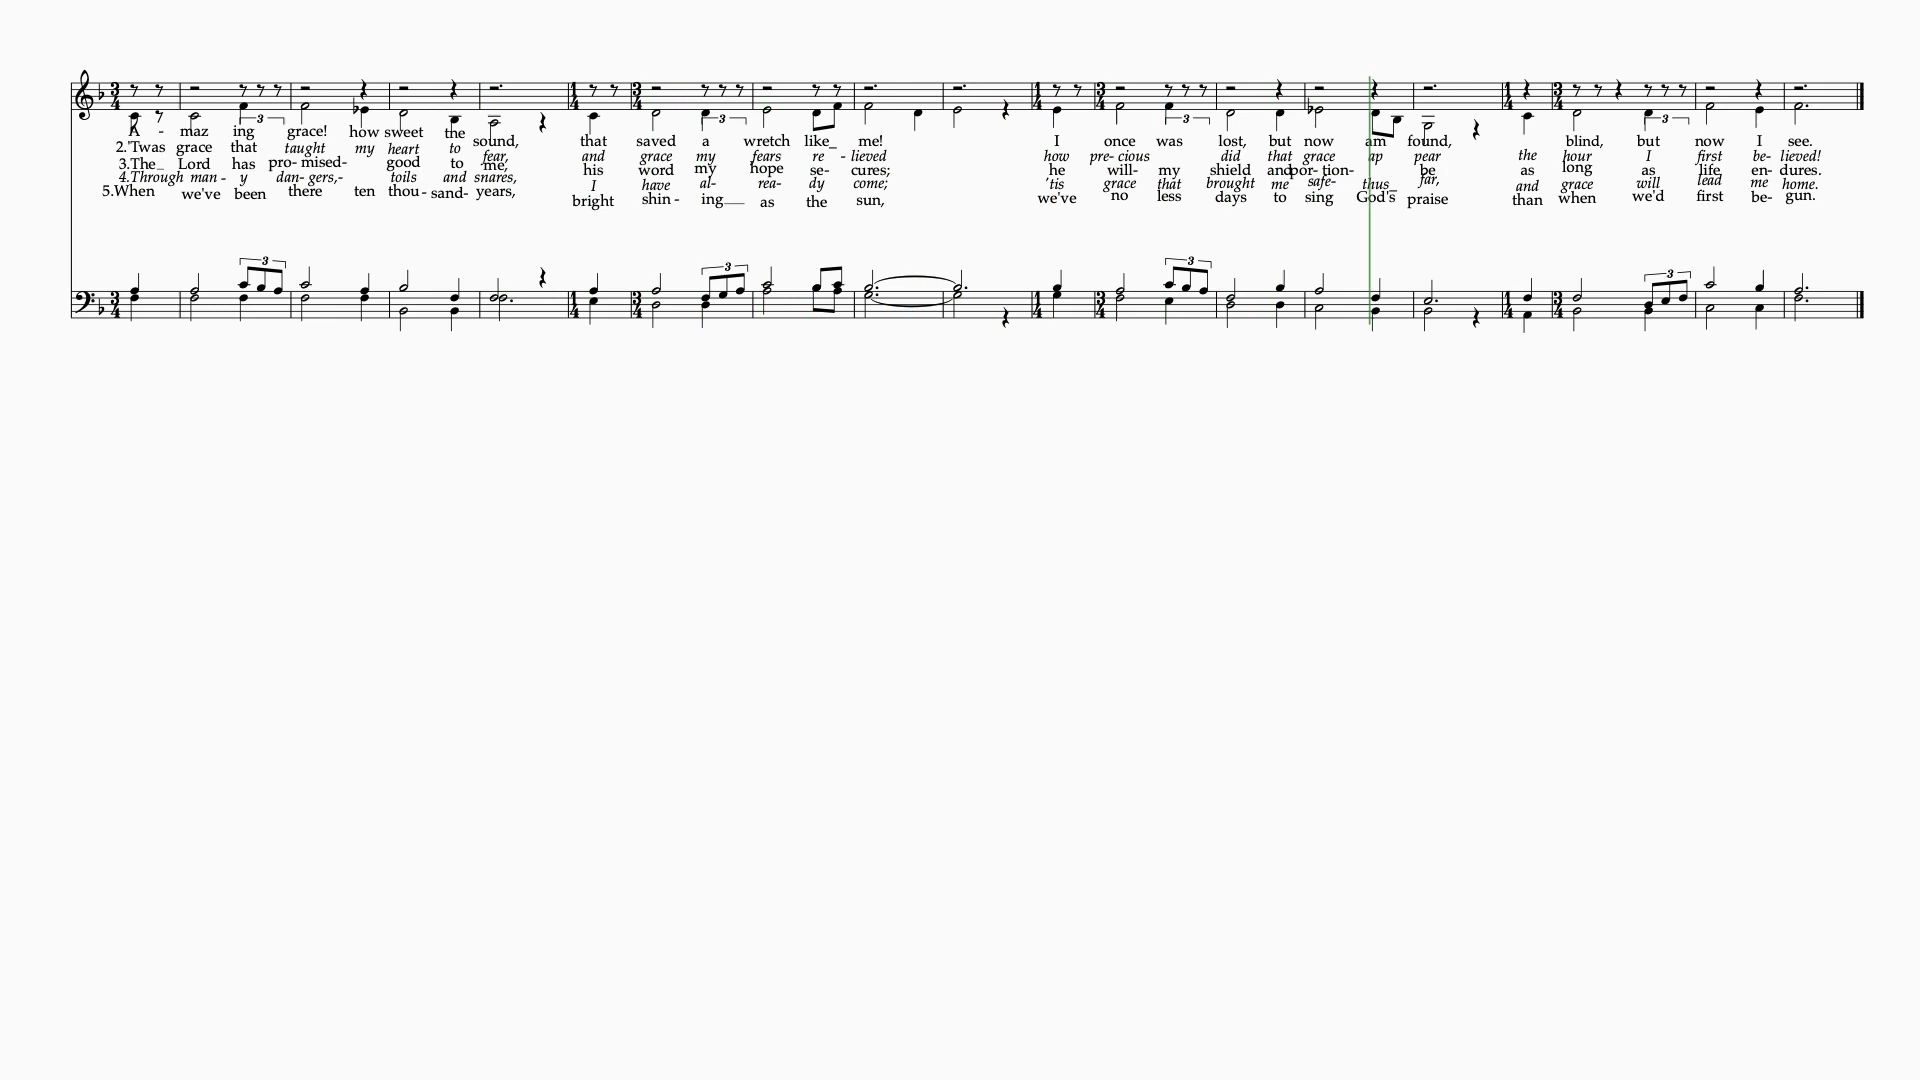 A - maz ing grace! how sweet the sound, that saved a wretch like_ me! I once was lost, but now am found, blind, but now I see.
2.'Twas grace that taught my heart to fear, and grace my fears re - lieved how pre- cious did that grace ap pear the hour I first be- lieved!
3.The_ Lord has pro- mised- good to me, his word my hope se- cures; he will- my shield and por- tion- be as long as life en- dures.
4.Through man - y dan- gers,- toils and snares, I have al- rea- dy come; 'tis grace that brought me safe- thus_ far, and grace will lead me home.
5.When we've been there ten thou - sand- years, bright shin - ing__ as the sun, we've no less days to sing God's praise than when we'd first be- gun.